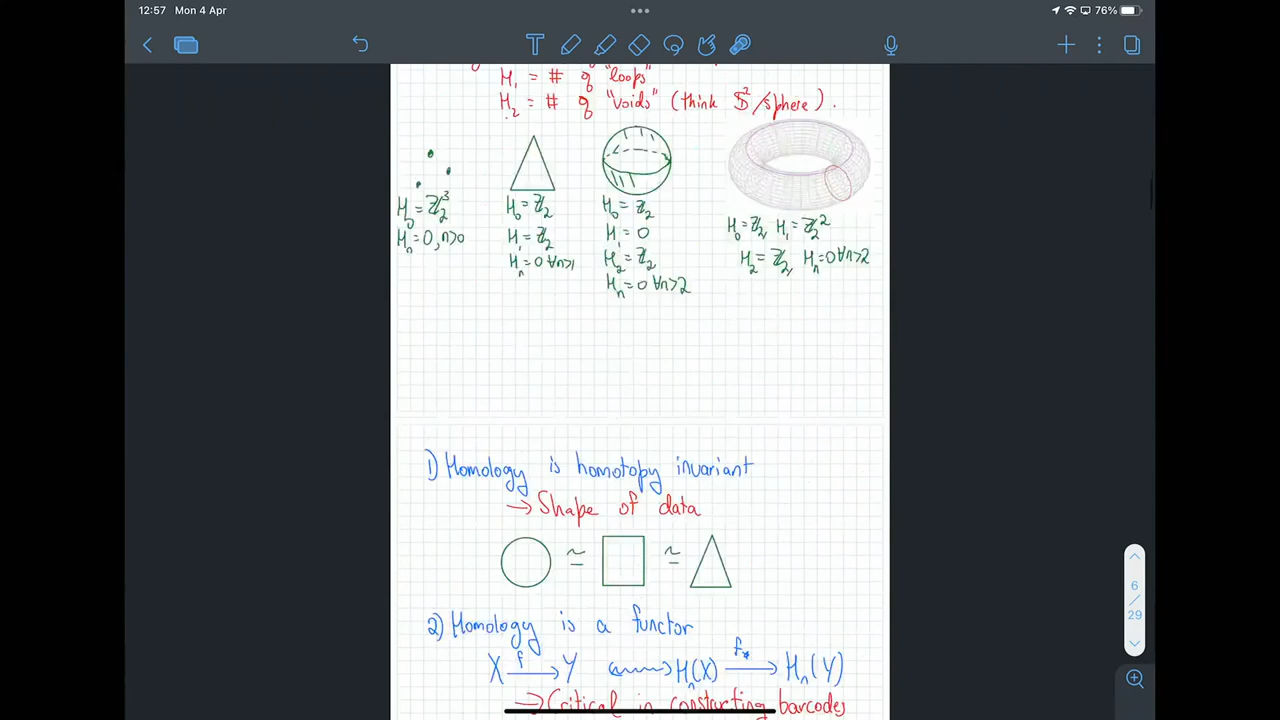 12:57 Mon 4 Apr
76%
T
H₁ = # of "loops"
H₂ = # of "voids" (think S²/sphere).
H₀ = ℤ₂³
Hₙ = 0, n>0
H₀ = ℤ₂
H₁ = ℤ₂
Hₙ = 0 ∀n>1
H₀ = ℤ₂
H₁ = 0
H₂ = ℤ₂
Hₙ = 0 ∀n>2
H₀ = ℤ₂, H₁ = ℤ₂²
H₂ = ℤ₂, Hₙ = 0 ∀n>2
1) Homology is homotopy invariant
→ Shape of data
≃ ≃
2) Homology is a functor
X f→ Y ⟿ Hₙ(X) f*→ Hₙ(Y)
→ Critical in constructing barcodes
6
/
29